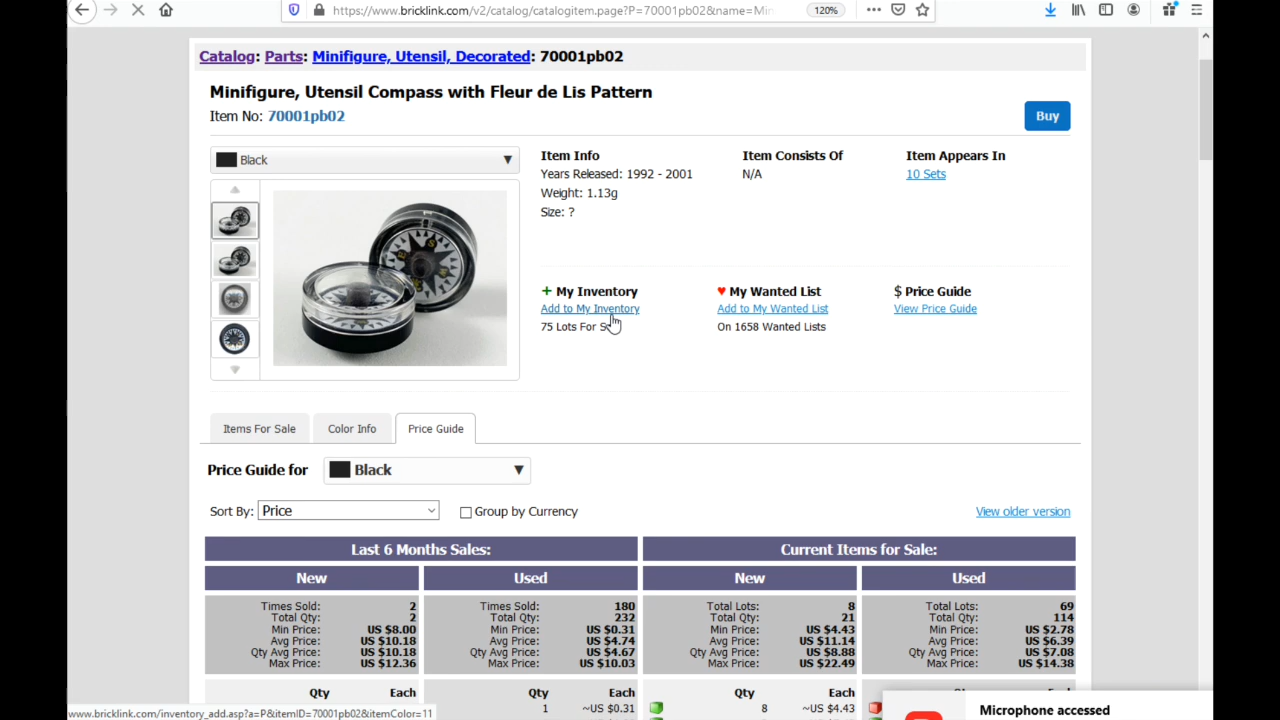 https://www.bricklink.com/v2/catalog/catalogitem.page?P=70001pb02&name=Min
120%
Catalog: Parts: Minifigure, Utensil, Decorated: 70001pb02
Minifigure, Utensil Compass with Fleur de Lis Pattern
Item No: 70001pb02
Buy
Black
Item Info
Years Released: 1992 - 2001
Weight: 1.13g
Size: ?
Item Consists Of
N/A
Item Appears In
10 Sets
+ My Inventory
Add to My Inventory
75 Lots For
My Wanted List
Add to My Wanted List
On 1658 Wanted Lists
$ Price Guide
View Price Guide
Items For Sale
Color Info
Price Guide
Price Guide for
Black
Sort By: Price
Group by Currency
View older version
Last 6 Months Sales:
Current Items for Sale:
New
Used
New
Used
Times Sold: 2
Total Qty: 2
Min Price: US $8.00
Avg Price: US $10.18
Qty Avg Price: US $10.18
Max Price: US $12.36
Times Sold: 180
Total Qty: 232
Min Price: US $0.31
Avg Price: US $4.74
Qty Avg Price: US $4.67
Max Price: US $10.03
Total Lots: 8
Total Qty: 21
Min Price: US $4.43
Avg Price: US $11.14
Qty Avg Price: US $8.88
Max Price: US $22.49
Total Lots: 69
Total Qty: 114
Min Price: US $2.78
Avg Price: US $6.39
Qty Avg Price: US $7.08
Max Price: US $14.38
Qty Each
Qty Each
1 ~US $0.31
Qty Each
8 ~US $4.43
www.bricklink.com/inventory_add.asp?a=P&itemID=70001pb02&itemColor=11
Microphone accessed